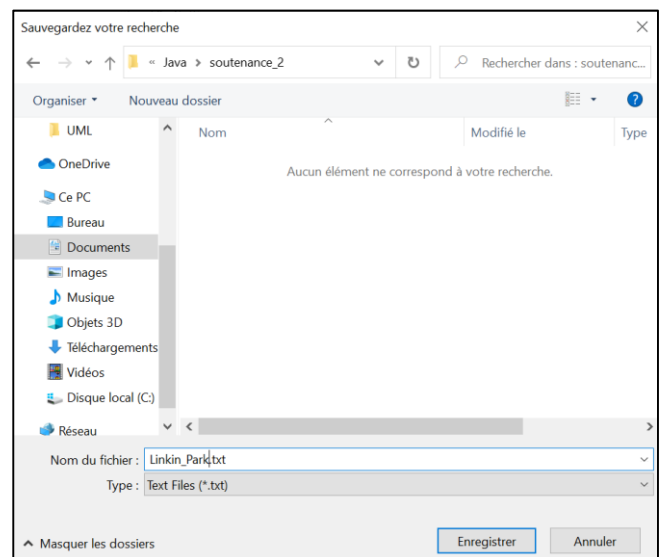 Sauvegardez votre recherche
« Java > soutenance_2
Rechercher dans : soutenanc...
Organiser
Nouveau dossier
UML
OneDrive
Ce PC
Bureau
Documents
Images
Musique
Objets 3D
Téléchargements
Vidéos
Disque local (C:)
Réseau
Nom
Modifié le
Type
Aucun élément ne correspond à votre recherche.
Nom du fichier : Linkin_Park.txt
Type : Text Files (*.txt)
Masquer les dossiers
Enregistrer
Annuler